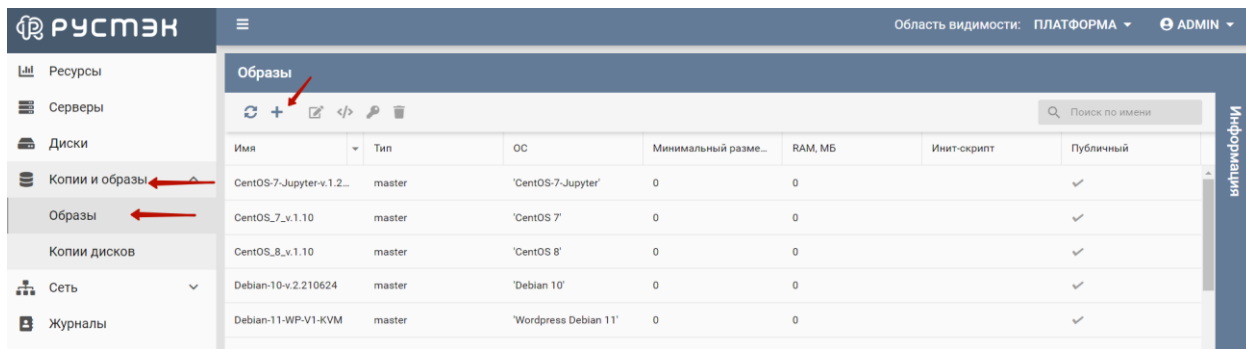 РУСТЭК
Область видимости: ПЛАТФОРМА
ADMIN
Ресурсы
Серверы
Диски
Копии и образы
Образы
Копии дисков
Сеть
Журналы
Образы
Поиск по имени
Имя Тип ОС Минимальный разме... RAM, МБ Инит-скрипт Публичный
CentOS-7-Jupyter-v.1.2... master 'CentOS-7-Jupyter' 0 0
CentOS_7_v.1.10 master 'CentOS 7' 0 0
CentOS_8_v.1.10 master 'CentOS 8' 0 0
Debian-10-v.2.210624 master 'Debian 10' 0 0
Debian-11-WP-V1-KVM master 'Wordpress Debian 11' 0 0
Информация